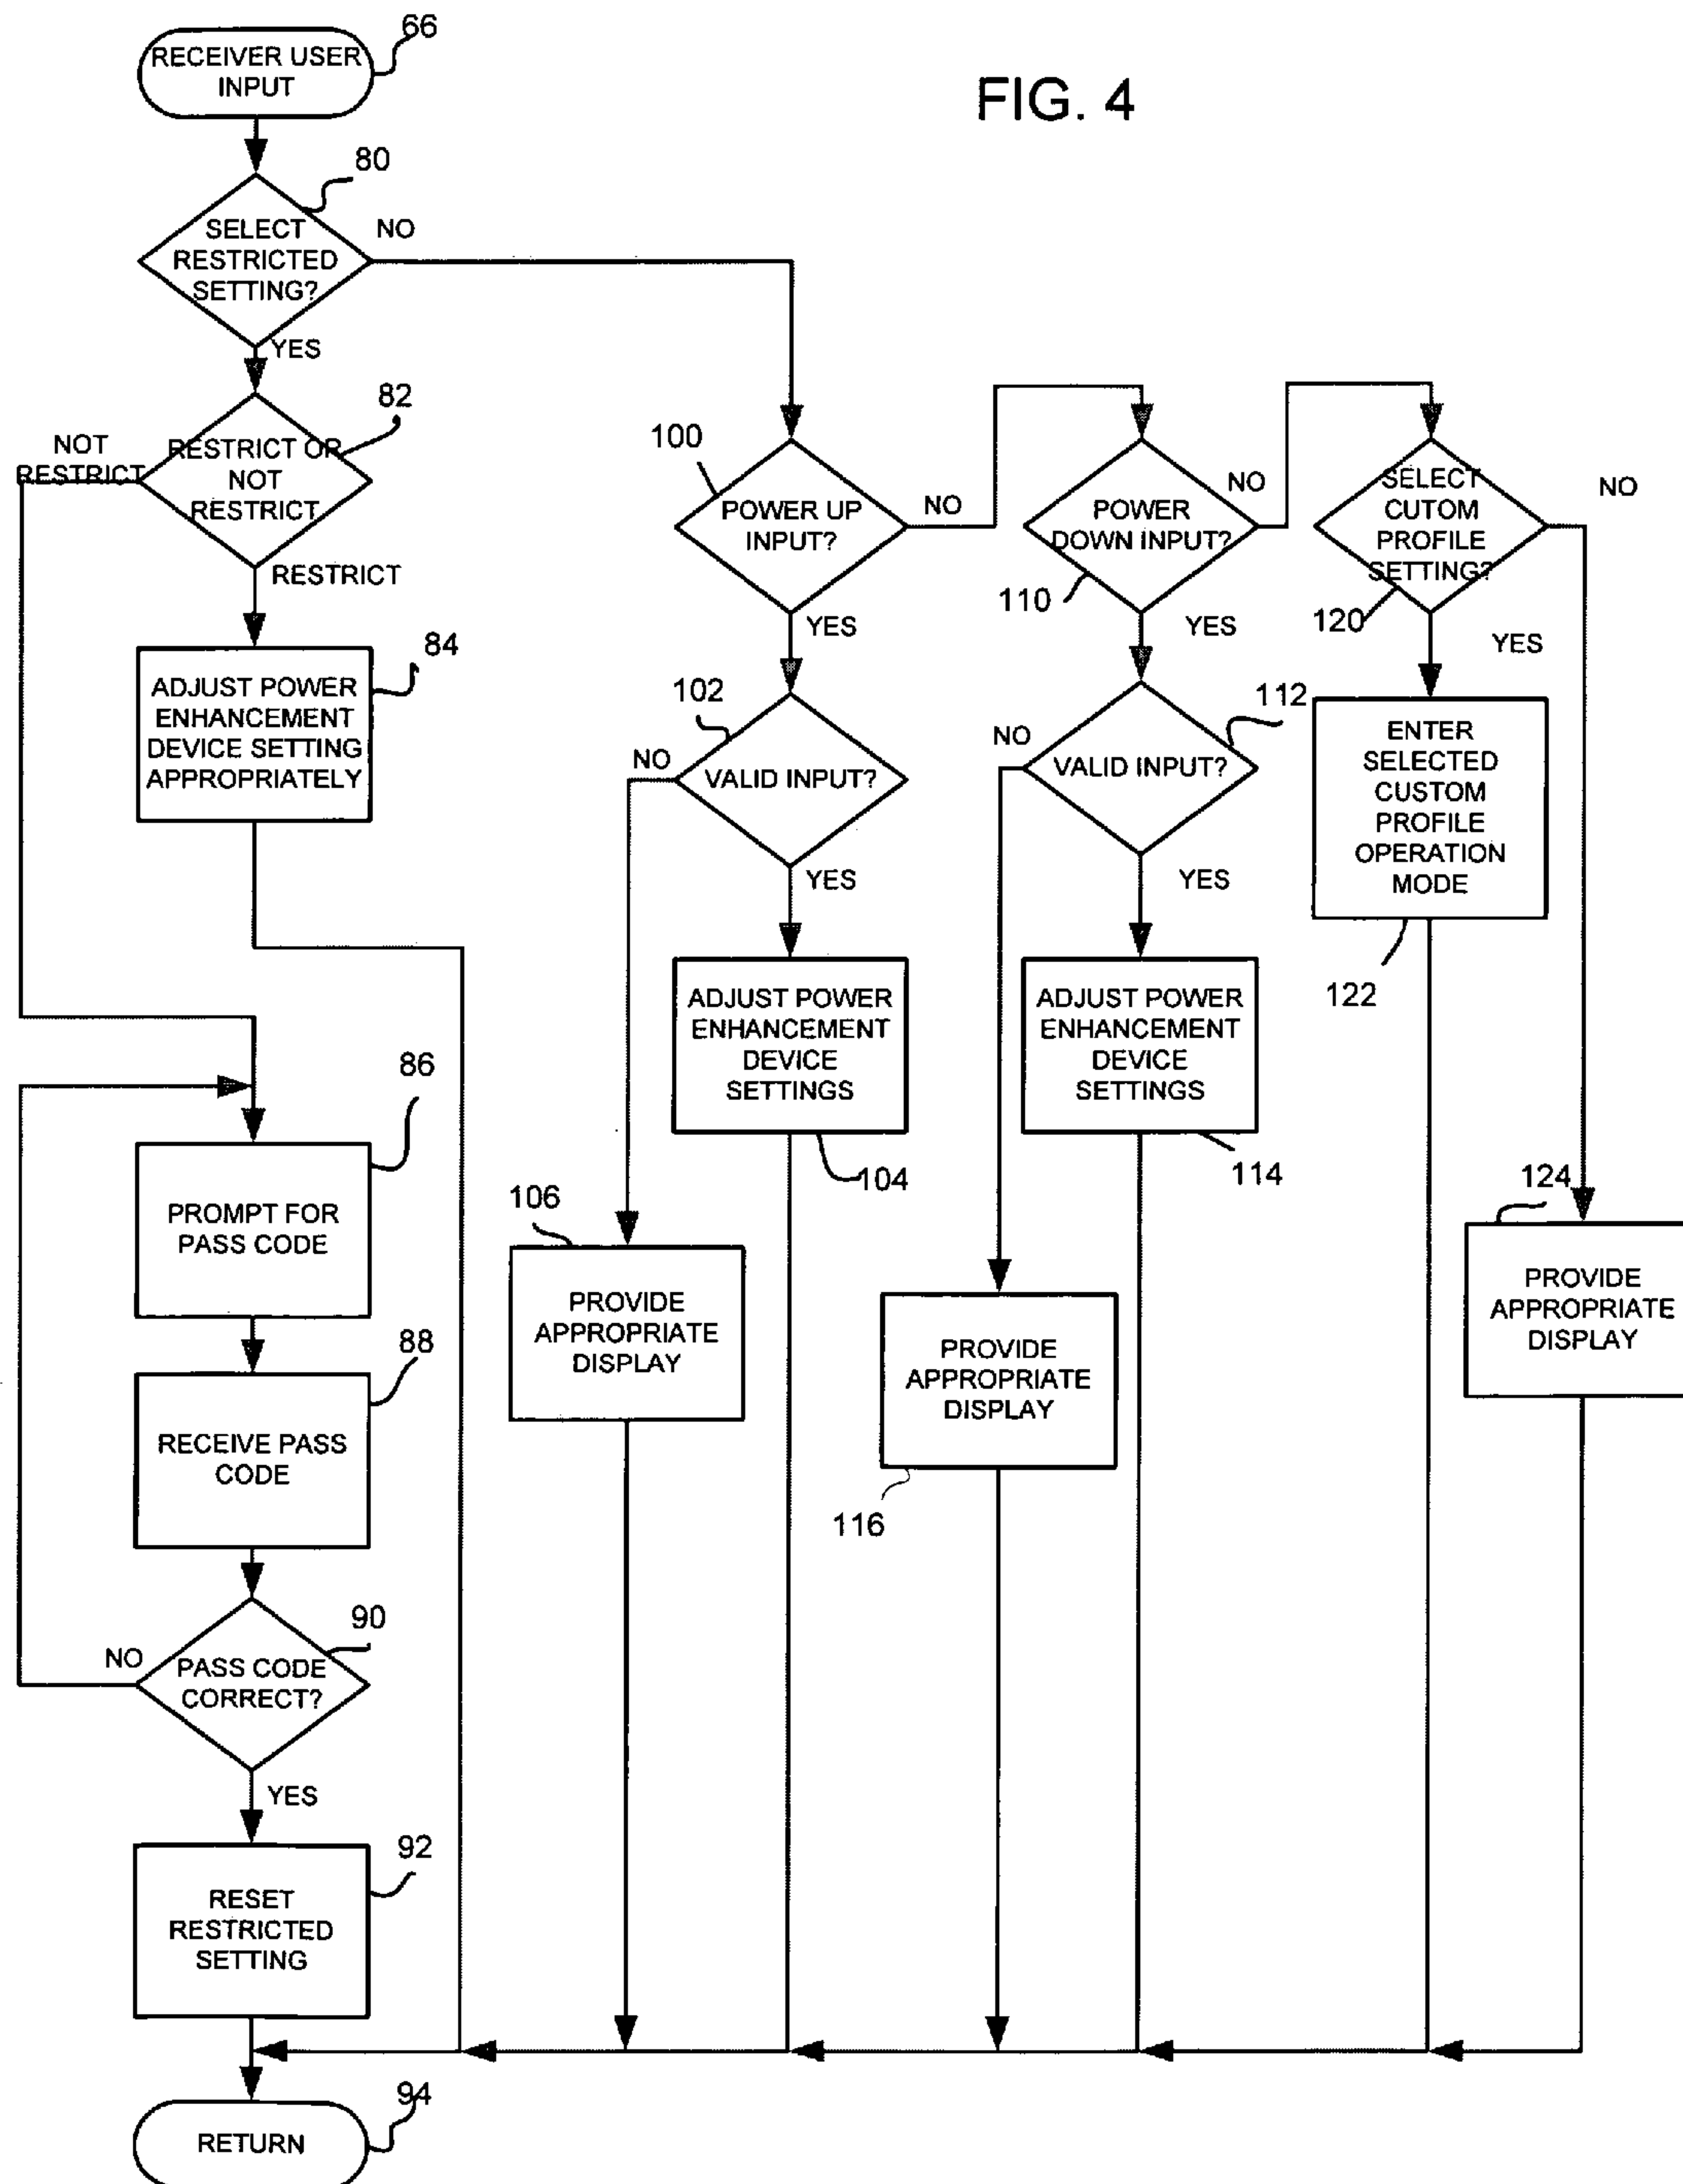 FIG. 4
RECEIVER USER
INPUT
66
80
SELECT
RESTRICTED
SETTING?
NO
YES
82
NOT
RESTRICT
RESTRICT OR
NOT
RESTRICT
RESTRICT
84
ADJUST POWER
ENHANCEMENT
DEVICE SETTING
APPROPRIATELY
86
PROMPT FOR
PASS CODE
88
RECEIVE PASS
CODE
90
NO
PASS CODE
CORRECT?
YES
92
RESET
RESTRICTED
SETTING
94
RETURN
100
POWER UP
INPUT?
NO
YES
102
NO
VALID INPUT?
YES
ADJUST POWER
ENHANCEMENT
DEVICE
SETTINGS
104
106
PROVIDE
APPROPRIATE
DISPLAY
POWER
DOWN INPUT?
NO
110
YES
112
NO
VALID INPUT?
YES
ADJUST POWER
ENHANCEMENT
DEVICE
SETTINGS
114
PROVIDE
APPROPRIATE
DISPLAY
116
SELECT
CUTOM
PROFILE
SETTING?
NO
120
YES
ENTER
SELECTED
CUSTOM
PROFILE
OPERATION
MODE
122
124
PROVIDE
APPROPRIATE
DISPLAY